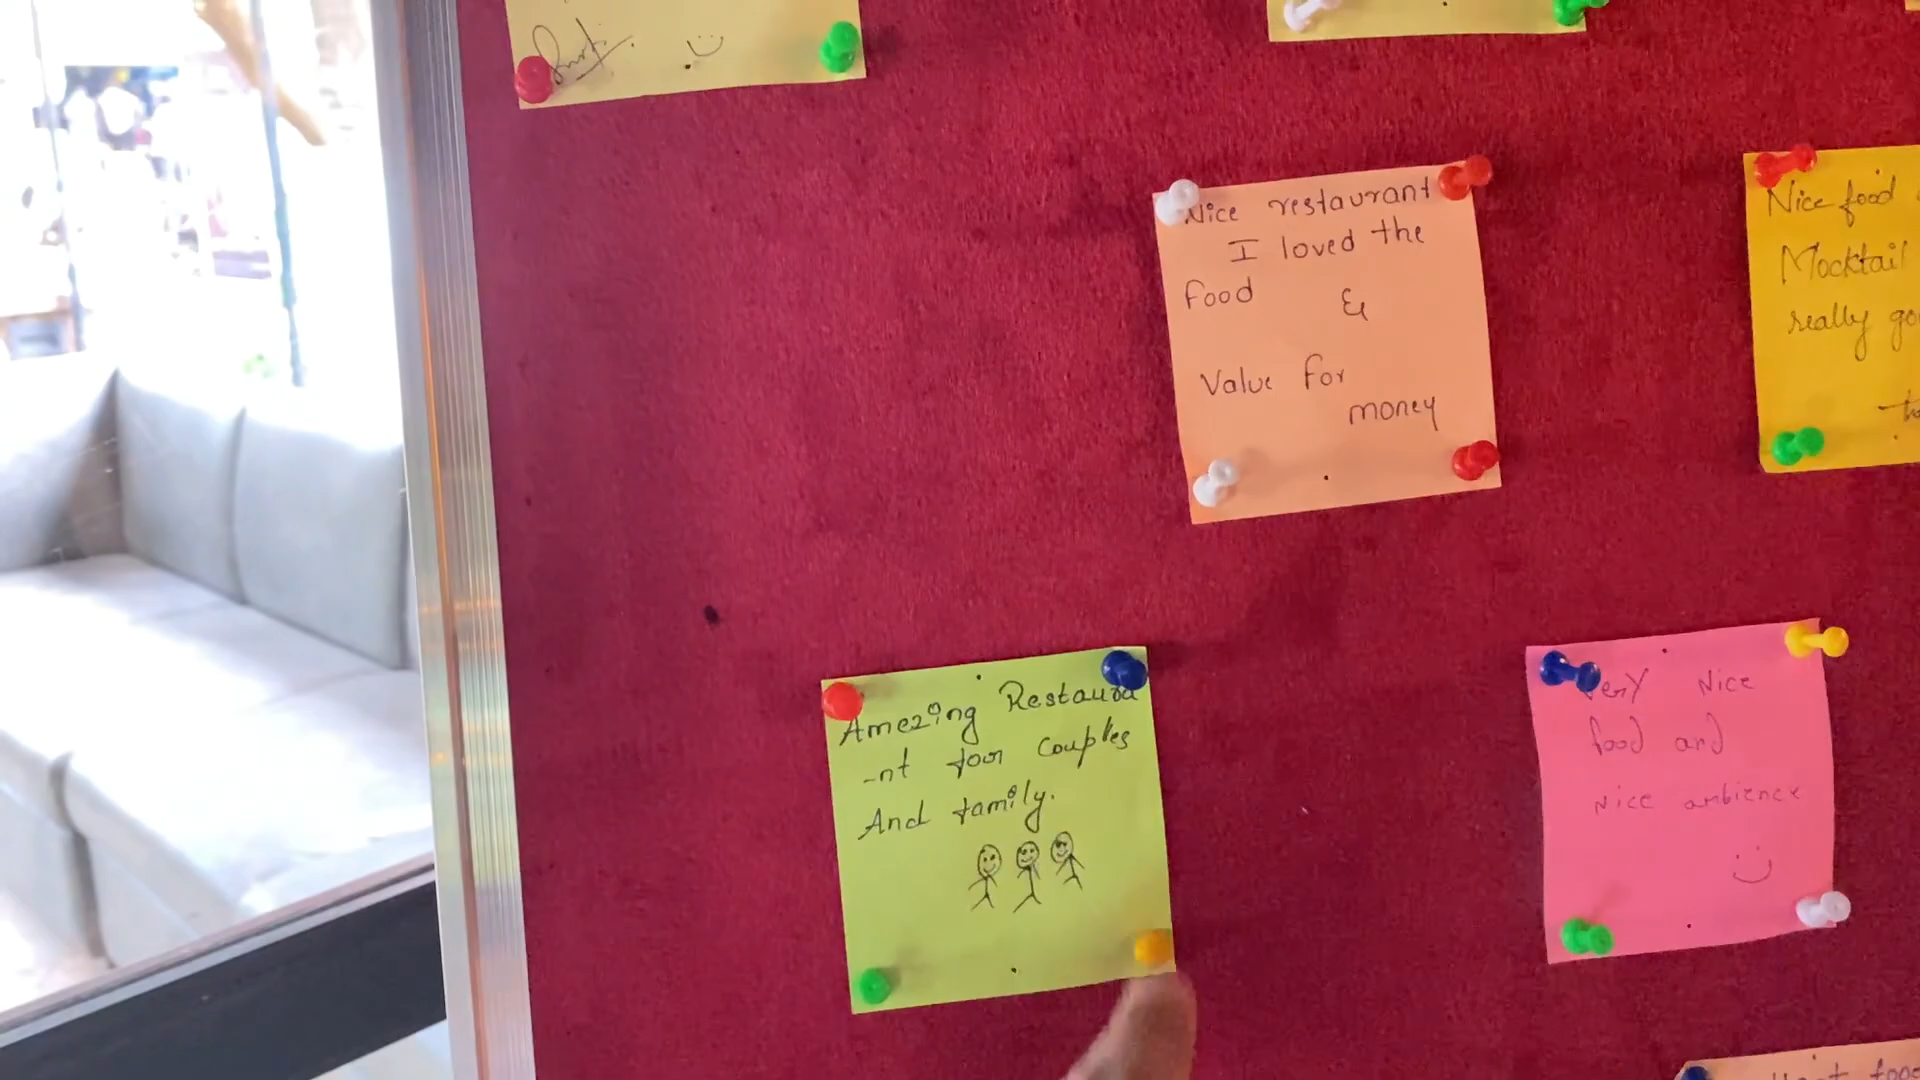 Nice restaurant
I loved the
Food &
Value For
money
Nice food
Mocktail
really
Amezing Restaura
-nt foor Couples
And family.
Very Nice
food and
Nice ambience